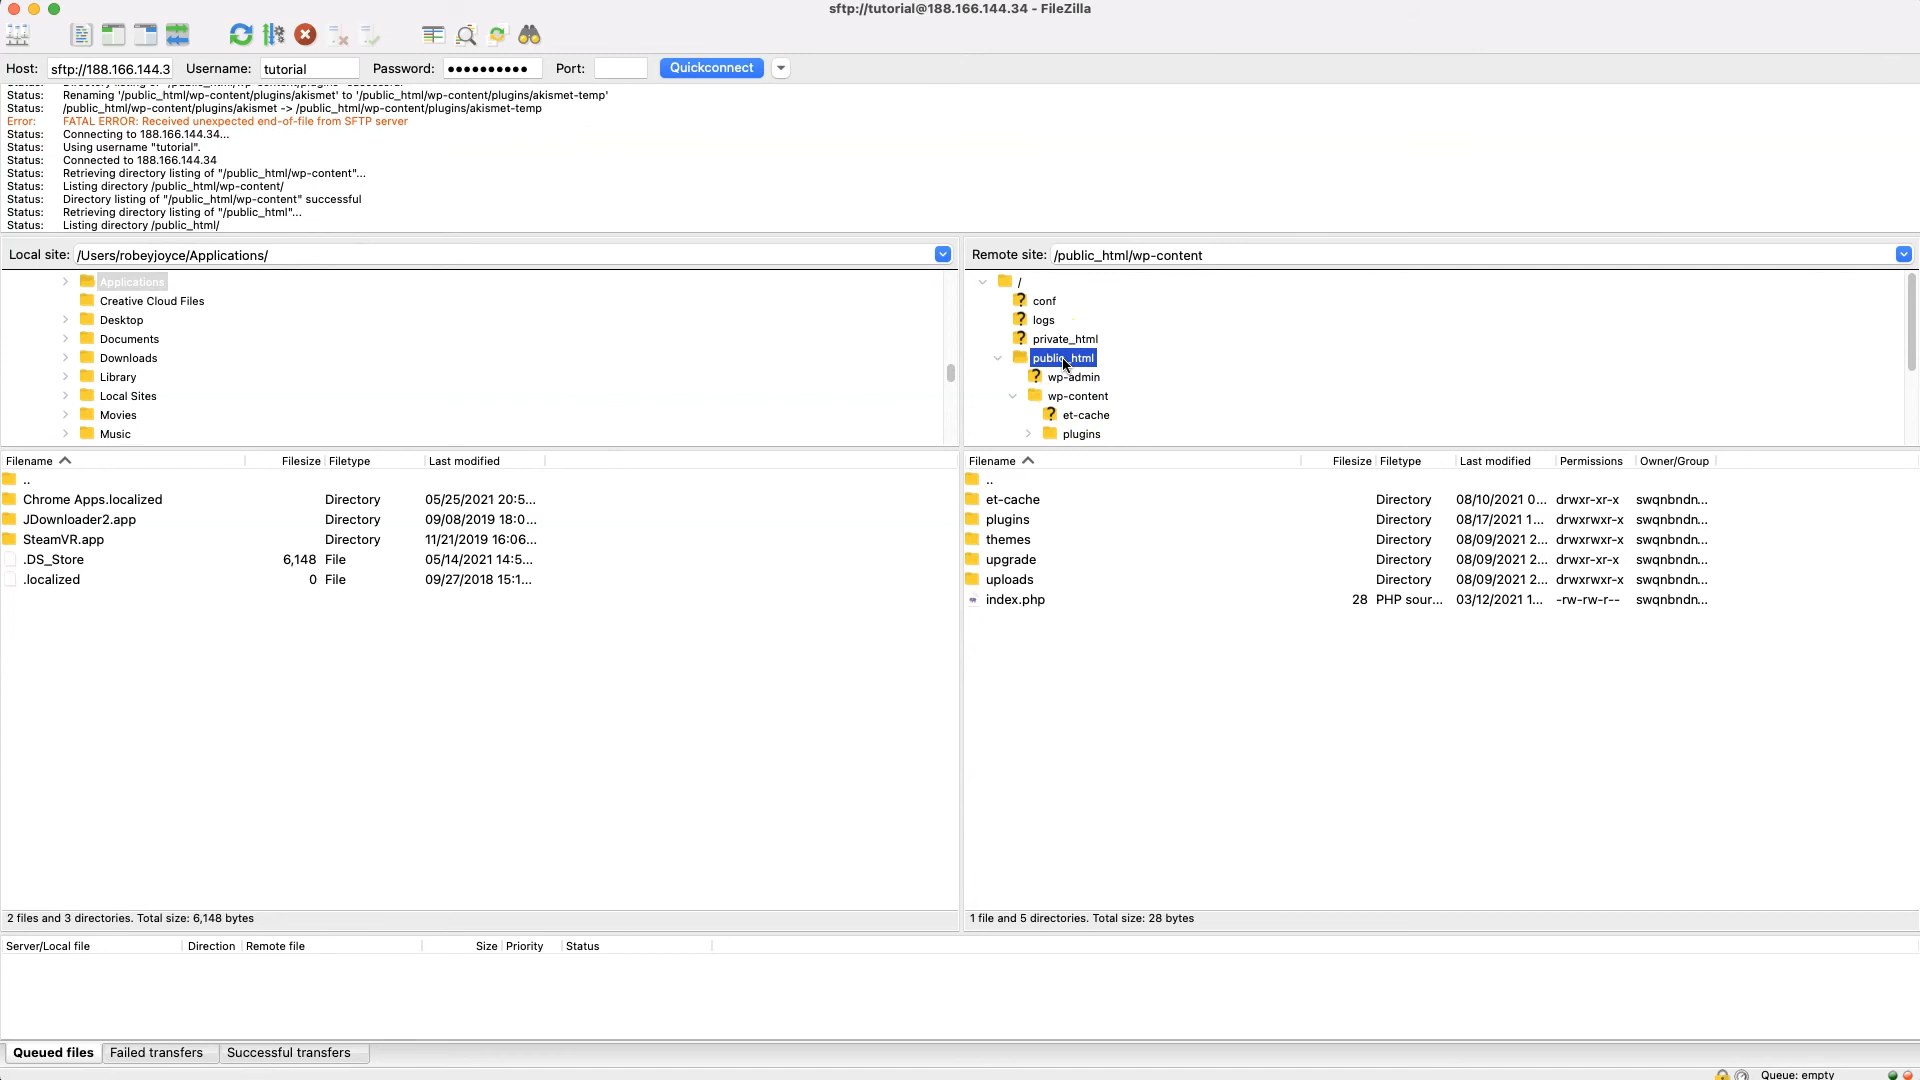 sftp://tutorial@188.166.144.34 - FileZilla
Host: sftp://188.166.144.3 Username: tutorial Password: ●●●●●●●●●● Port: Quickconnect
Status: Renaming '/public_html/wp-content/plugins/akismet' to '/public_html/wp-content/plugins/akismet-temp'
Status: /public_html/wp-content/plugins/akismet -> /public_html/wp-content/plugins/akismet-temp
Error: FATAL ERROR: Received unexpected end-of-file from SFTP server
Status: Connecting to 188.166.144.34...
Status: Using username "tutorial".
Status: Connected to 188.166.144.34
Status: Retrieving directory listing of "/public_html/wp-content"...
Status: Listing directory /public_html/wp-content/
Status: Directory listing of "/public_html/wp-content" successful
Status: Retrieving directory listing of "/public_html"...
Status: Listing directory /public_html/
Local site: /Users/robeyjoyce/Applications/
Applications
Creative Cloud Files
Desktop
Documents
Downloads
Library
Local Sites
Movies
Music
Remote site: /public_html/wp-content
/
? conf
? logs
? private_html
public_html
? wp-admin
wp-content
? et-cache
plugins
Filename Filesize Filetype Last modified
..
Chrome Apps.localized Directory 05/25/2021 20:5...
JDownloader2.app Directory 09/08/2019 18:0...
SteamVR.app Directory 11/21/2019 16:06...
.DS_Store 6,148 File 05/14/2021 14:5...
.localized 0 File 09/27/2018 15:1...
2 files and 3 directories. Total size: 6,148 bytes
Filename Filesize Filetype Last modified Permissions Owner/Group
..
et-cache Directory 08/10/2021 0... drwxr-xr-x swqnbndn...
plugins Directory 08/17/2021 1... drwxrwxr-x swqnbndn...
themes Directory 08/09/2021 2... drwxrwxr-x swqnbndn...
upgrade Directory 08/09/2021 2... drwxr-xr-x swqnbndn...
uploads Directory 08/09/2021 2... drwxrwxr-x swqnbndn...
index.php 28 PHP sour... 03/12/2021 1... -rw-rw-r-- swqnbndn...
1 file and 5 directories. Total size: 28 bytes
Server/Local file Direction Remote file Size Priority Status
Queued files Failed transfers Successful transfers
Queue: empty